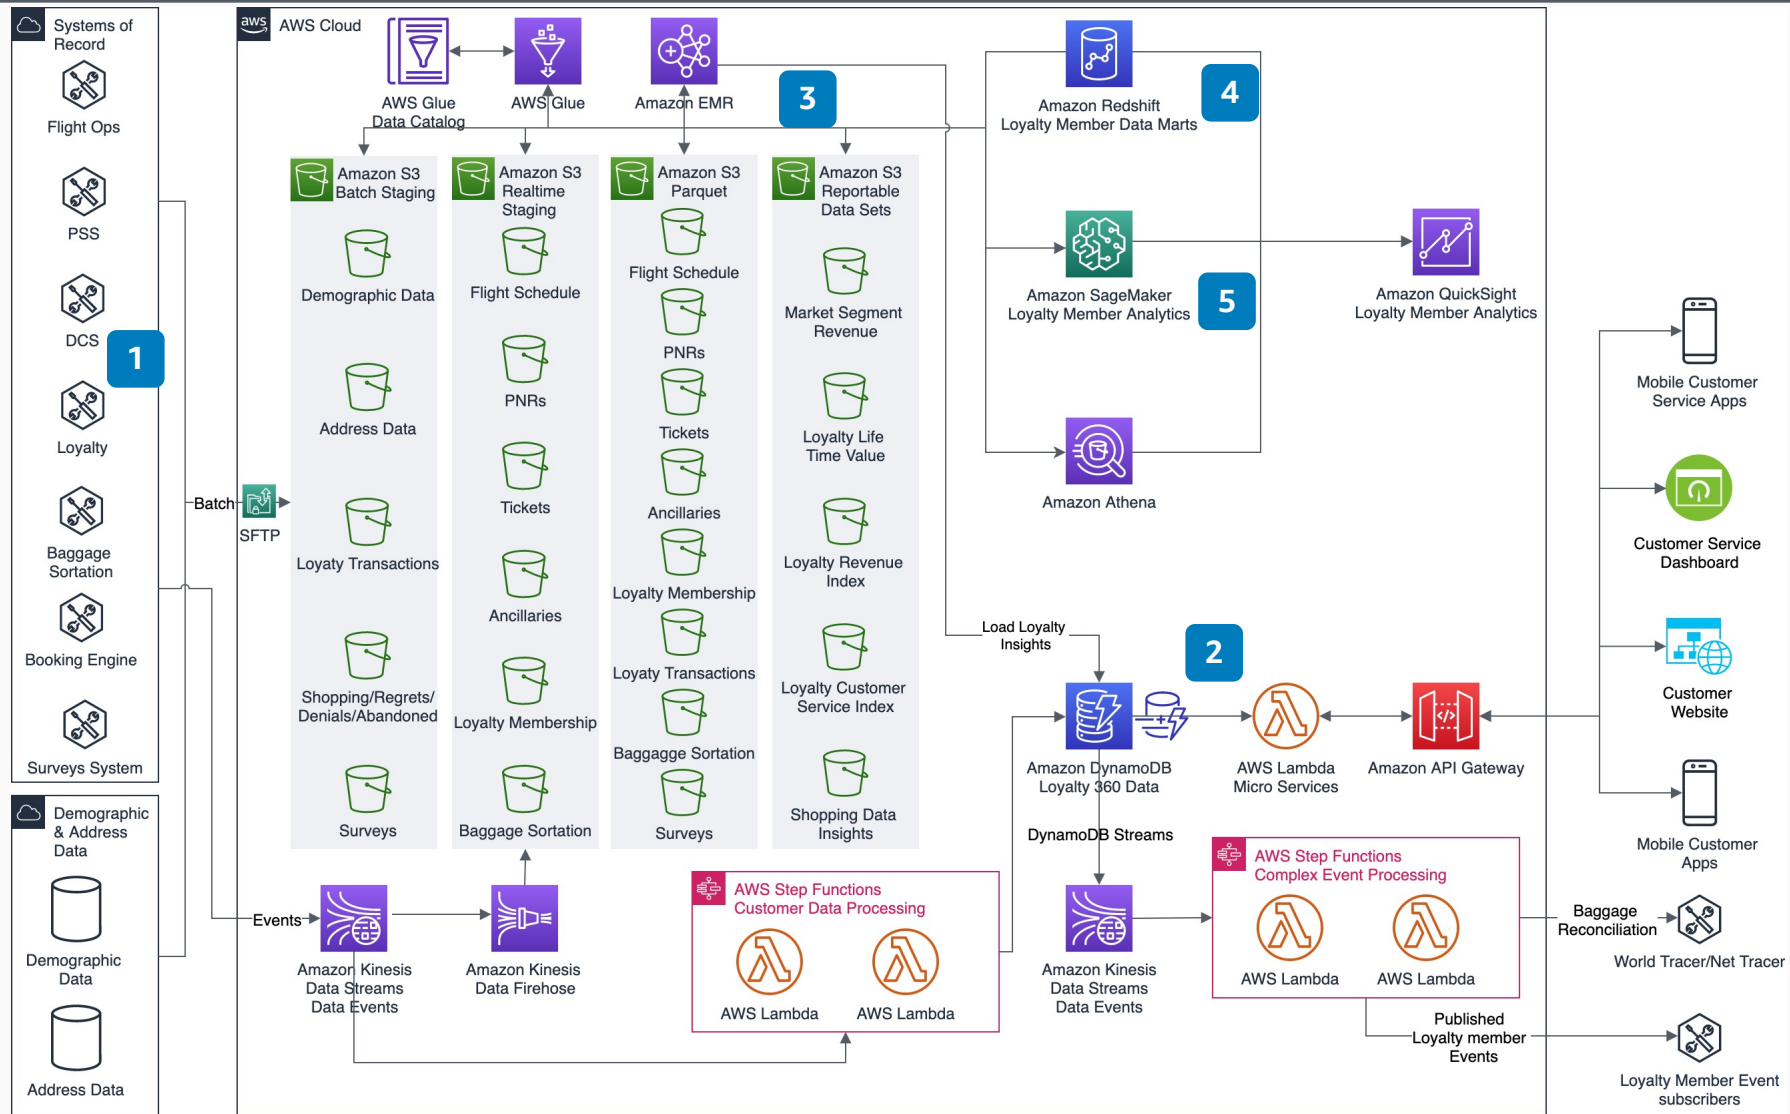 Systems of
Record
Flight Ops
PSS
DCS
1
Loyalty
Baggage
Sortation
Booking Engine
Surveys System
Demographic
& Address
Data
Demographic
Data
Address Data
Batch
SFTP
Events
aws
AWS Cloud
AWS Glue
Data Catalog
AWS Glue
Amazon EMR
3
Amazon S3
Batch Staging
Demographic Data
Address Data
Loyaty Transactions
Shopping/Regrets/
Denials/Abandoned
Surveys
Amazon S3
Realtime
Staging
Flight Schedule
PNRs
Tickets
Ancillaries
Loyalty Membership
Baggage Sortation
Amazon S3
Parquet
Flight Schedule
PNRs
Tickets
Ancillaries
Loyalty Membership
Loyaty Transactions
Baggagge Sortation
Surveys
Amazon S3
Reportable
Data Sets
Market Segment
Revenue
Loyalty Life
Time Value
Loyalty Revenue
Index
Loyalty Customer
Service Index
Shopping Data
Insights
Amazon Redshift
Loyalty Member Data Marts
4
Amazon SageMaker
Loyalty Member Analytics
5
Amazon QuickSight
Loyalty Member Analytics
Amazon Athena
Load Loyalty
Insights
2
Amazon DynamoDB
Loyalty 360 Data
AWS Lambda
Micro Services
Amazon API Gateway
DynamoDB Streams
Amazon Kinesis
Data Streams
Data Events
Amazon Kinesis
Data Firehose
AWS Step Functions
Customer Data Processing
AWS Lambda
AWS Lambda
Amazon Kinesis
Data Streams
Data Events
AWS Step Functions
Complex Event Processing
AWS Lambda
AWS Lambda
Mobile Customer
Service Apps
Customer Service
Dashboard
Customer
Website
Mobile Customer
Apps
Baggage
Reconciliation
World Tracer/Net Tracer
Published
Loyalty member
Events
Loyalty Member Event
subscribers